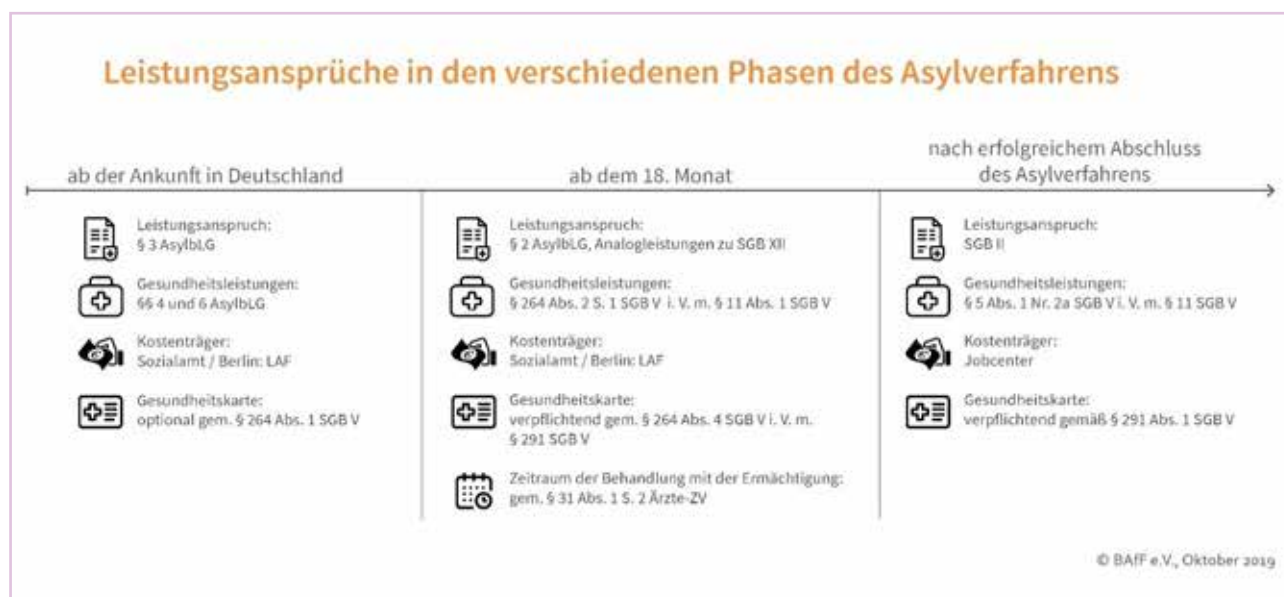 Leistungsansprüche in den verschiedenen Phasen des Asylverfahrens
ab der Ankunft in Deutschland
Leistungsanspruch:
§ 3 AsylbLG
Gesundheitsleistungen:
§§ 4 und 6 AsylbLG
Kostenträger:
Sozialamt / Berlin: LAF
Gesundheitskarte:
optional gem. § 264 Abs. 1 SGB V
ab dem 18. Monat
Leistungsanspruch:
§ 2 AsylbLG, Analogleistungen zu SGB XII
Gesundheitsleistungen:
§ 264 Abs. 2 S. 1 SGB V i. V. m. § 11 Abs. 1 SGB V
Kostenträger:
Sozialamt / Berlin: LAF
Gesundheitskarte:
verpflichtend gem. § 264 Abs. 4 SGB V i. V. m.
§ 291 SGB V
Zeitraum der Behandlung mit der Ermächtigung:
gem. § 31 Abs. 1 S. 2 Ärzte-ZV
nach erfolgreichem Abschluss
des Asylverfahrens
Leistungsanspruch:
SGB II
Gesundheitsleistungen:
§ 5 Abs. 1 Nr. 2a SGB V i. V. m. § 11 SGB V
Kostenträger:
Jobcenter
Gesundheitskarte:
verpflichtend gemäß § 291 Abs. 1 SGB V
© BAfF e.V., Oktober 2019